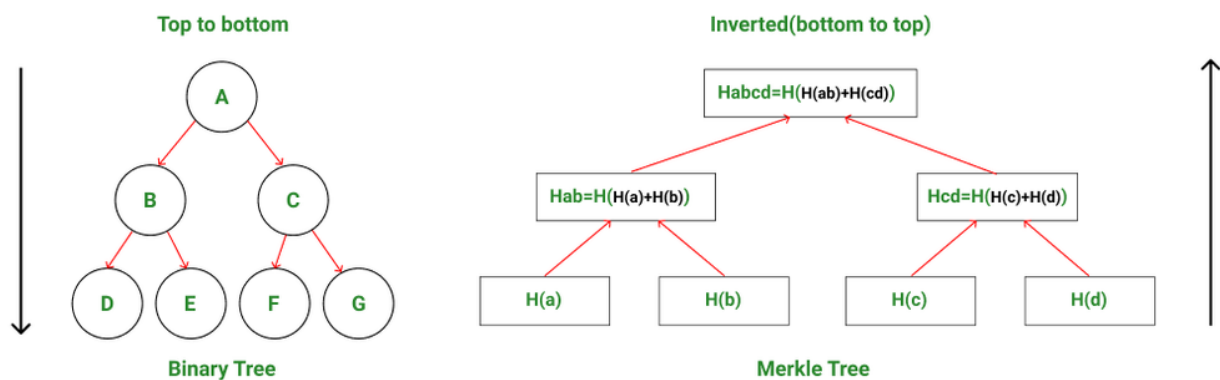 Top to bottom
A
B
C
D
E
F
G
Binary Tree
Inverted(bottom to top)
Habcd=H(H(ab)+H(cd))
Hab=H(H(a)+H(b))
Hcd=H(H(c)+H(d))
H(a)
H(b)
H(c)
H(d)
Merkle Tree